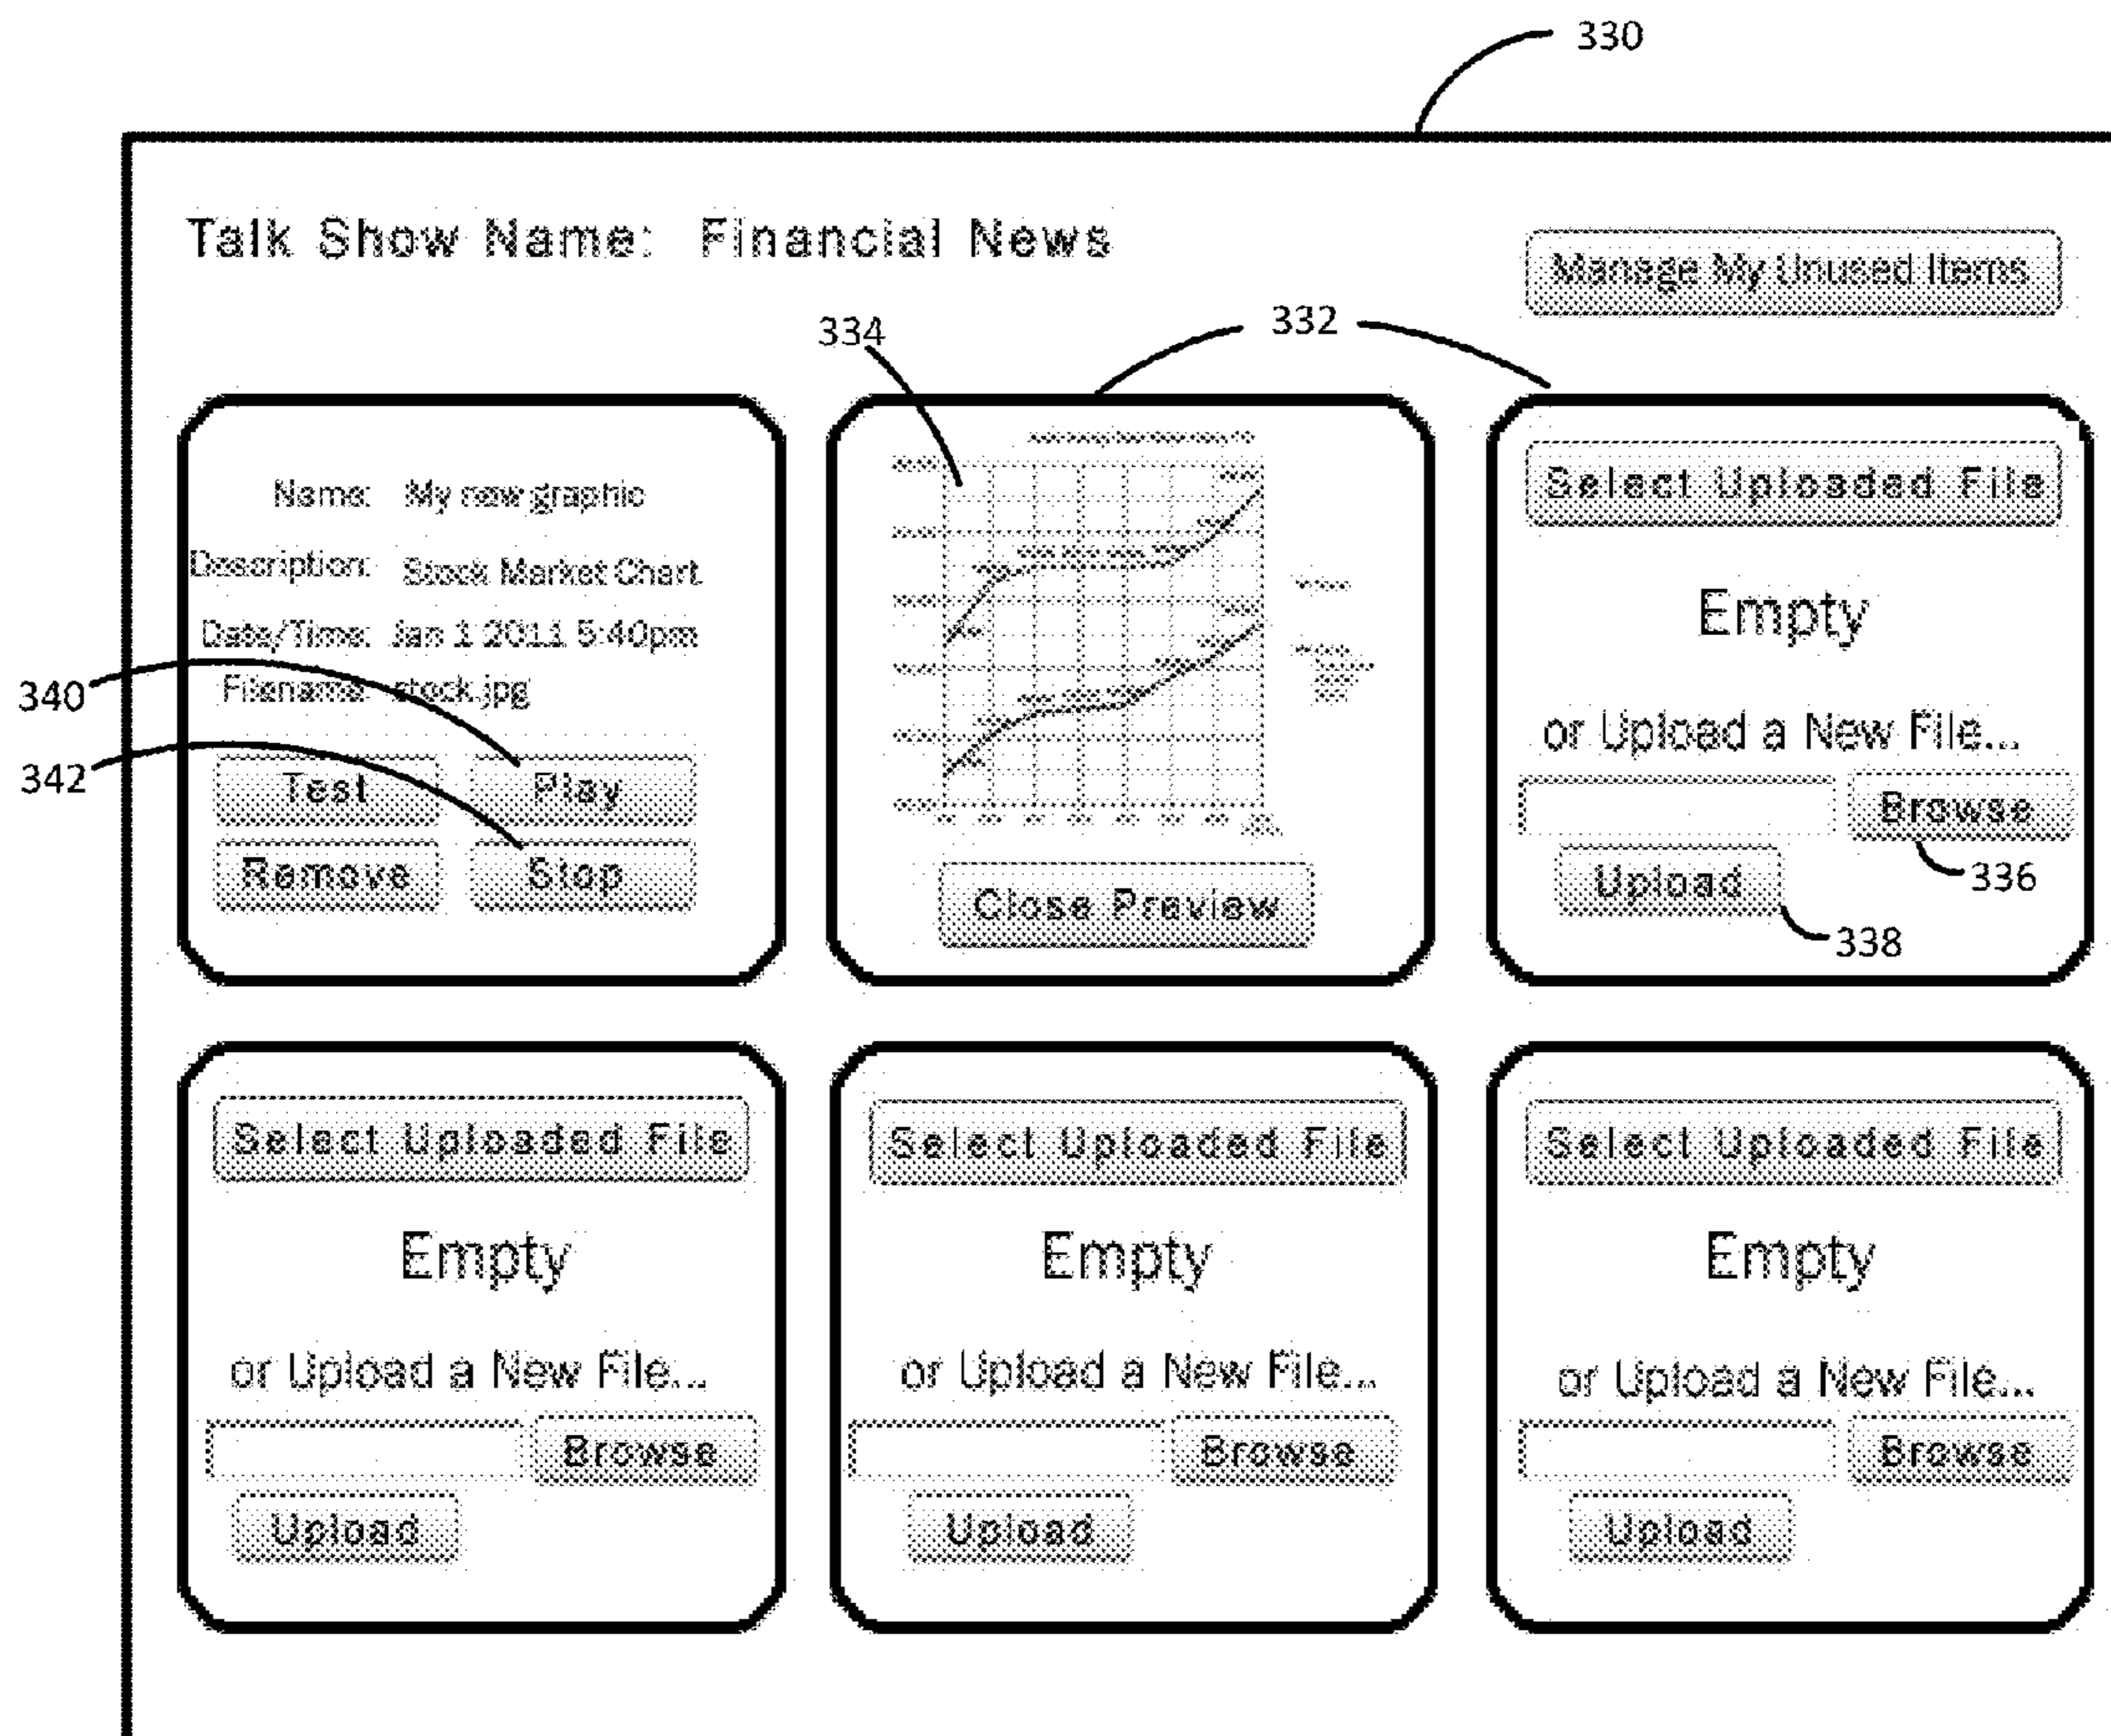 330
Talk Show Name: Financial News
Manage My Unused Items
334
332
Name: My new graphic
Description: Stock Market Chart
Date/Time: Jan 1 2011 5:40pm
Filename: stock.jpg
340
342
Test Play
Remove Stop
Close Preview
Select Uploaded File
Empty
or Upload a New File...
Browse
Upload
336
338
Select Uploaded File
Empty
or Upload a New File...
Browse
Upload
Select Uploaded File
Empty
or Upload a New File...
Browse
Upload
Select Uploaded File
Empty
or Upload a New File...
Browse
Upload